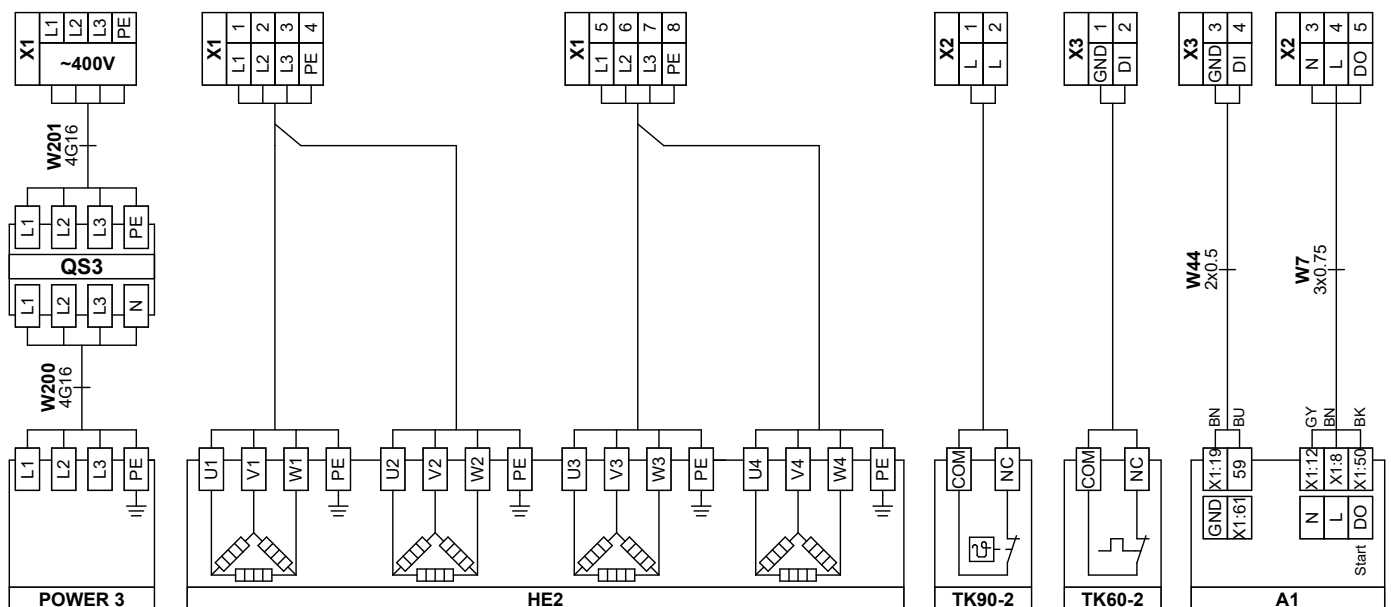 X1
L1
L2
L3
PE
~400V
W201
4G16
L1
L2
L3
PE
QS3
L1
L2
L3
N
W200
4G16
L1
L2
L3
PE
POWER 3
X1
1
2
3
4
L1
L2
L3
PE
X1
5
6
7
8
L1
L2
L3
PE
U1
V1
W1
PE
U2
V2
W2
PE
U3
V3
W3
PE
U4
V4
W4
PE
HE2
X2
1
2
L
L
COM
NC
ϑ
TK90-2
X3
1
2
GND
DI
COM
NC
TK60-2
X3
3
4
GND
DI
W44
2x0.5
BN
BU
X1:19
59
GND
X1:61
X2
3
4
5
N
L
DO
W7
3x0.75
GY
BN
BK
X1:12
X1:8
X1:50
N
L
DO
Start
A1